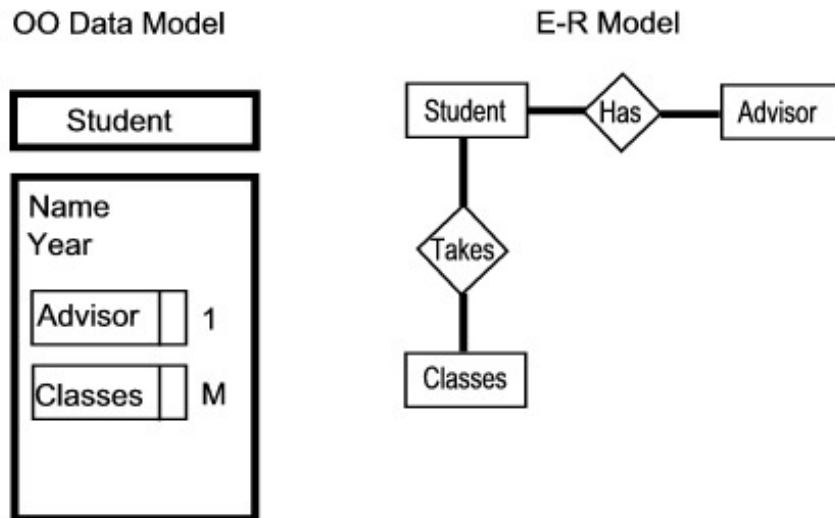 OO Data Model
Student
Name
Year
Advisor 1
Classes M
E-R Model
Student Has Advisor
Takes
Classes